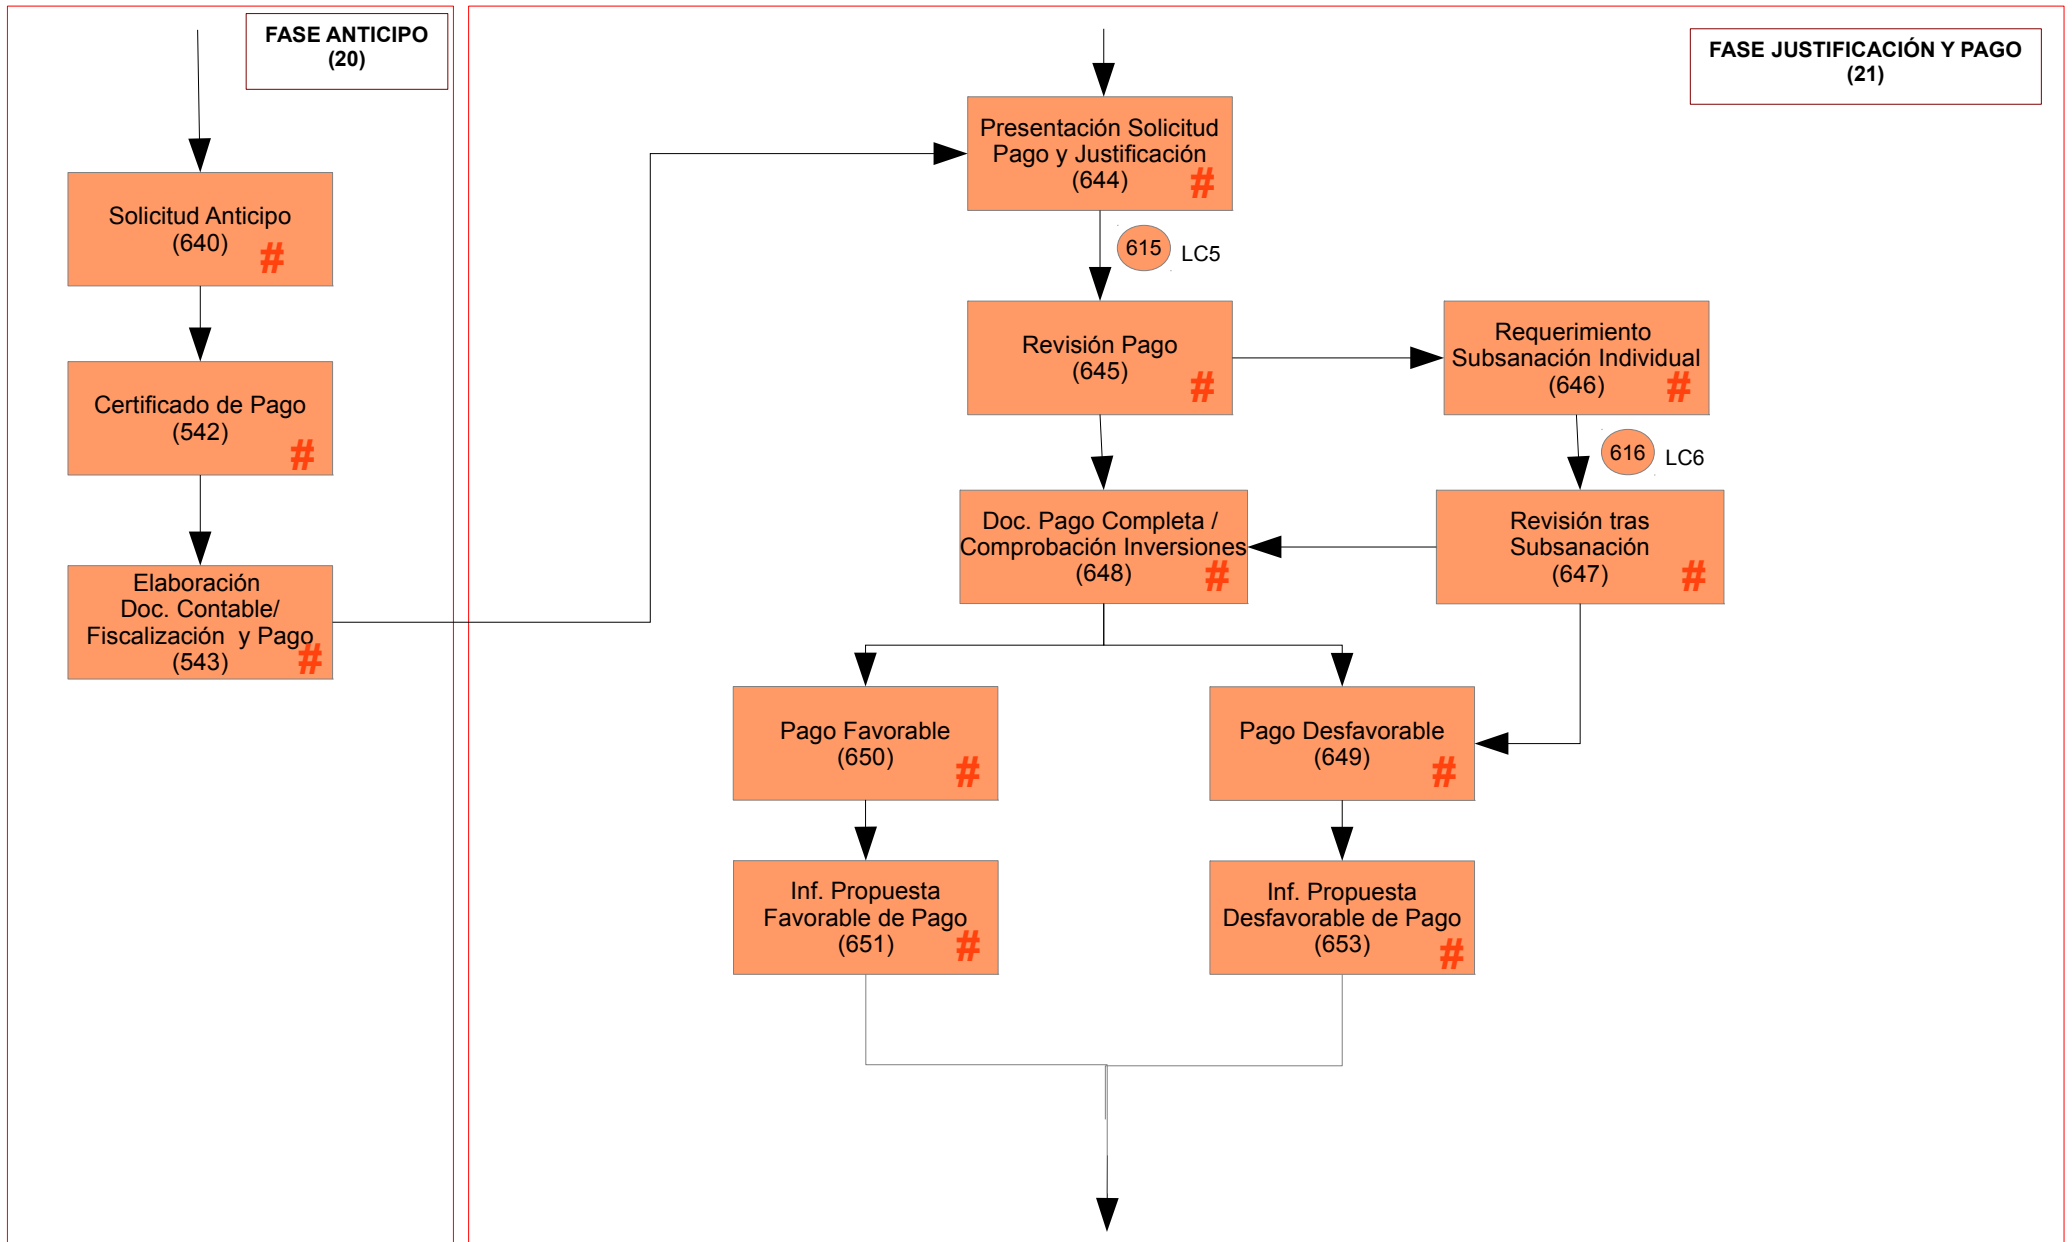 FASE ANTICIPO
(20)
Solicitud Anticipo
(640)
#
Certificado de Pago
(542)
#
Elaboración
Doc. Contable/
Fiscalización y Pago
(543)
#
FASE JUSTIFICACIÓN Y PAGO
(21)
Presentación Solicitud
Pago y Justificación
(644)
#
615 LC5
Revisión Pago
(645)
#
Requerimiento
Subsanación Individual
(646)
#
616 LC6
Doc. Pago Completa /
Comprobación Inversiones
(648)
#
Revisión tras
Subsanación
(647)
#
Pago Favorable
(650)
#
Pago Desfavorable
(649)
#
Inf. Propuesta
Favorable de Pago
(651)
#
Inf. Propuesta
Desfavorable de Pago
(653)
#